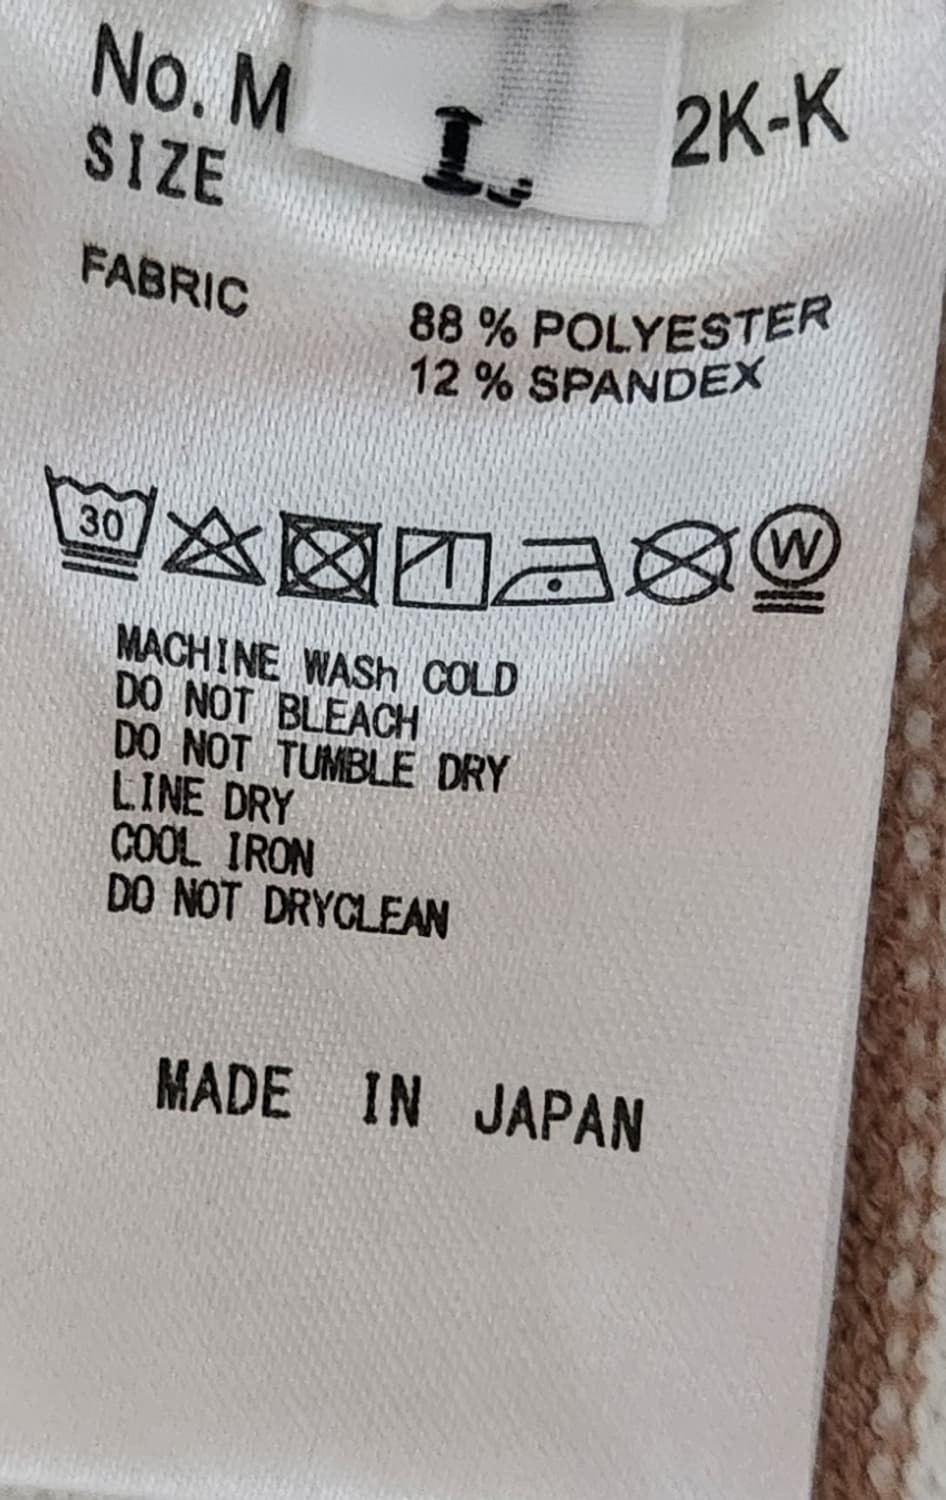 No. M 2K-K
SIZE
L
FABRIC
88 % POLYESTER
12 % SPANDEX
30
W
MACHINE WASh COLD
DO NOT BLEACH
DO NOT TUMBLE DRY
LINE DRY
COOL IRON
DO NOT DRYCLEAN
MADE IN JAPAN